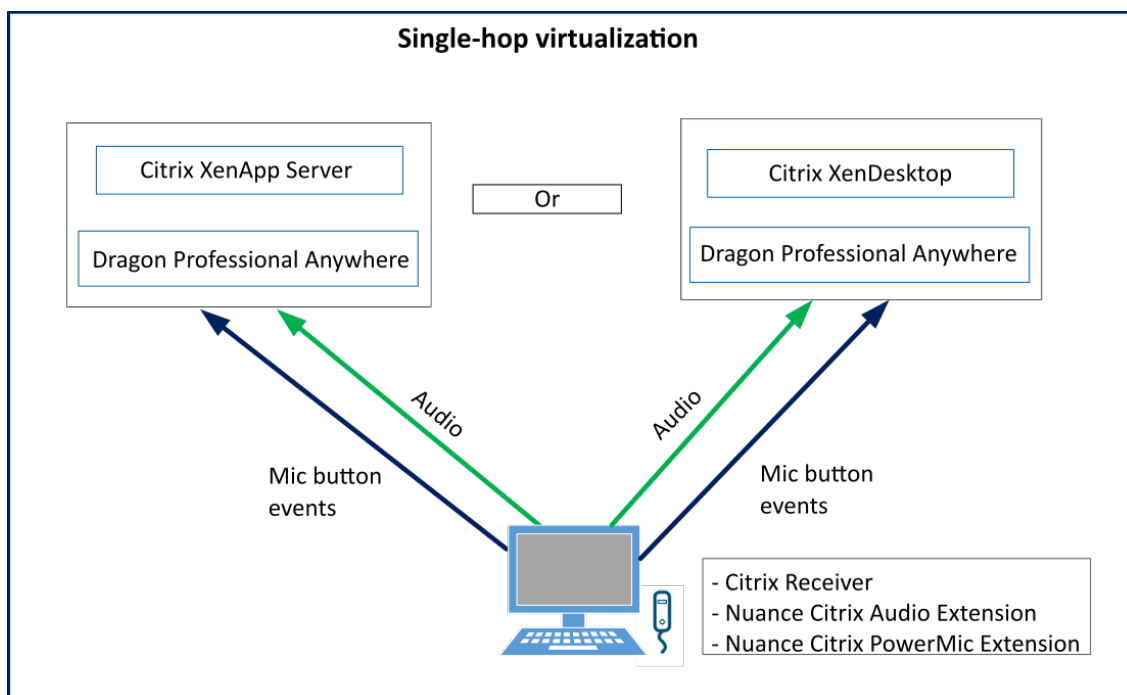 Single-hop virtualization
Citrix XenApp Server
Dragon Professional Anywhere
Or
Citrix XenDesktop
Dragon Professional Anywhere
Audio
Mic button
events
Audio
Mic button
events
- Citrix Receiver
- Nuance Citrix Audio Extension
- Nuance Citrix PowerMic Extension